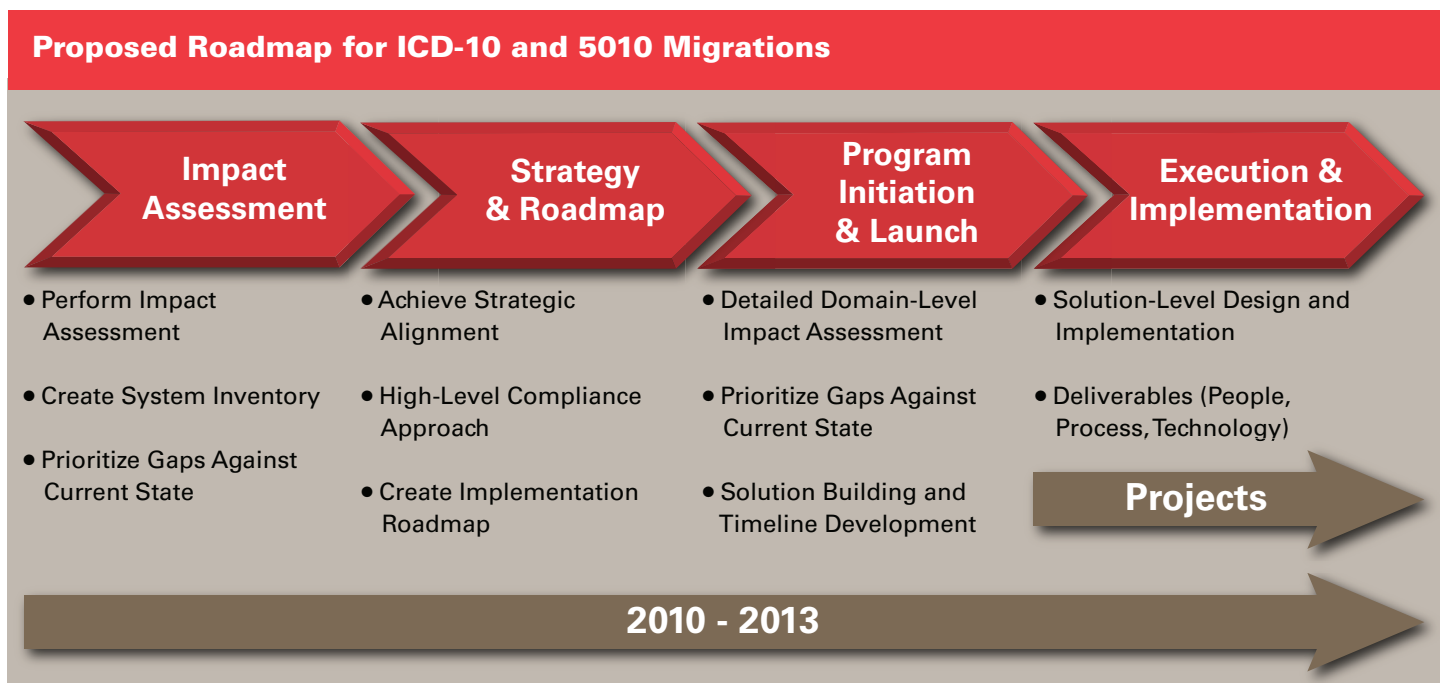 Proposed Roadmap for ICD-10 and 5010 Migrations
Impact
Assessment
Strategy
& Roadmap
Program
Initiation
& Launch
Execution &
Implementation
• Perform Impact
Assessment
• Create System Inventory
• Prioritize Gaps Against
Current State
• Achieve Strategic
Alignment
• High-Level Compliance
Approach
• Create Implementation
Roadmap
• Detailed Domain-Level
Impact Assessment
• Prioritize Gaps Against
Current State
• Solution Building and
Timeline Development
• Solution-Level Design and
Implementation
• Deliverables (People,
Process, Technology)
Projects
2010 - 2013